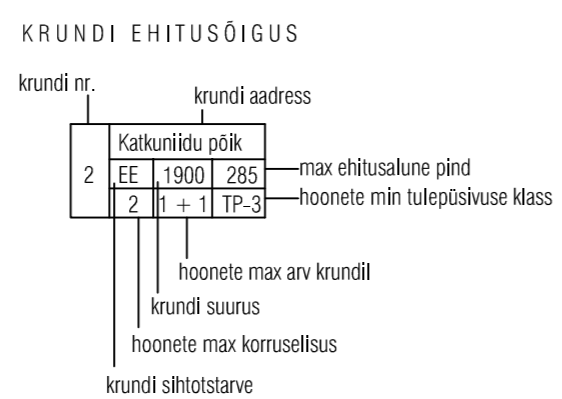 KRUNDI EHITUSÕIGUS
krundi nr.
krundi aadress
Katkuniidu põik
2 EE 1900 285
max ehitusalune pind
2 1 + 1 TP-3
hoonete min tulepüsivuse klass
hoonete max arv krundil
krundi suurus
hoonete max korruselisus
krundi sihtotstarve